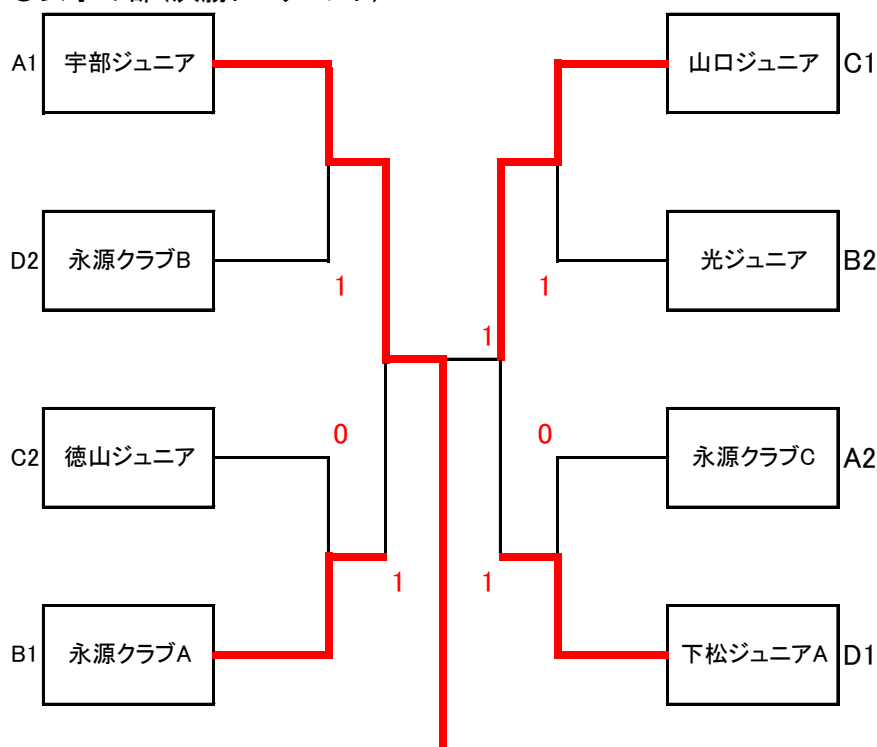 A1 宇部ジュニア
山口ジュニア C1
D2 永源クラブB
光ジュニア B2
1
1
1
0
0
C2 徳山ジュニア
永源クラブC A2
1
1
B1 永源クラブA
下松ジュニアA D1